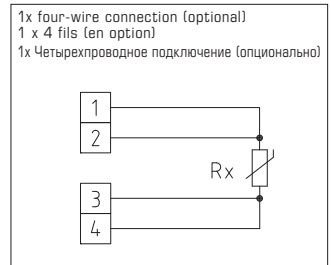 1x four-wire connection (optional)
1 x 4 fils (en option)
1x Четырехпроводное подключение (опционально)
1
2
Rx
3
4